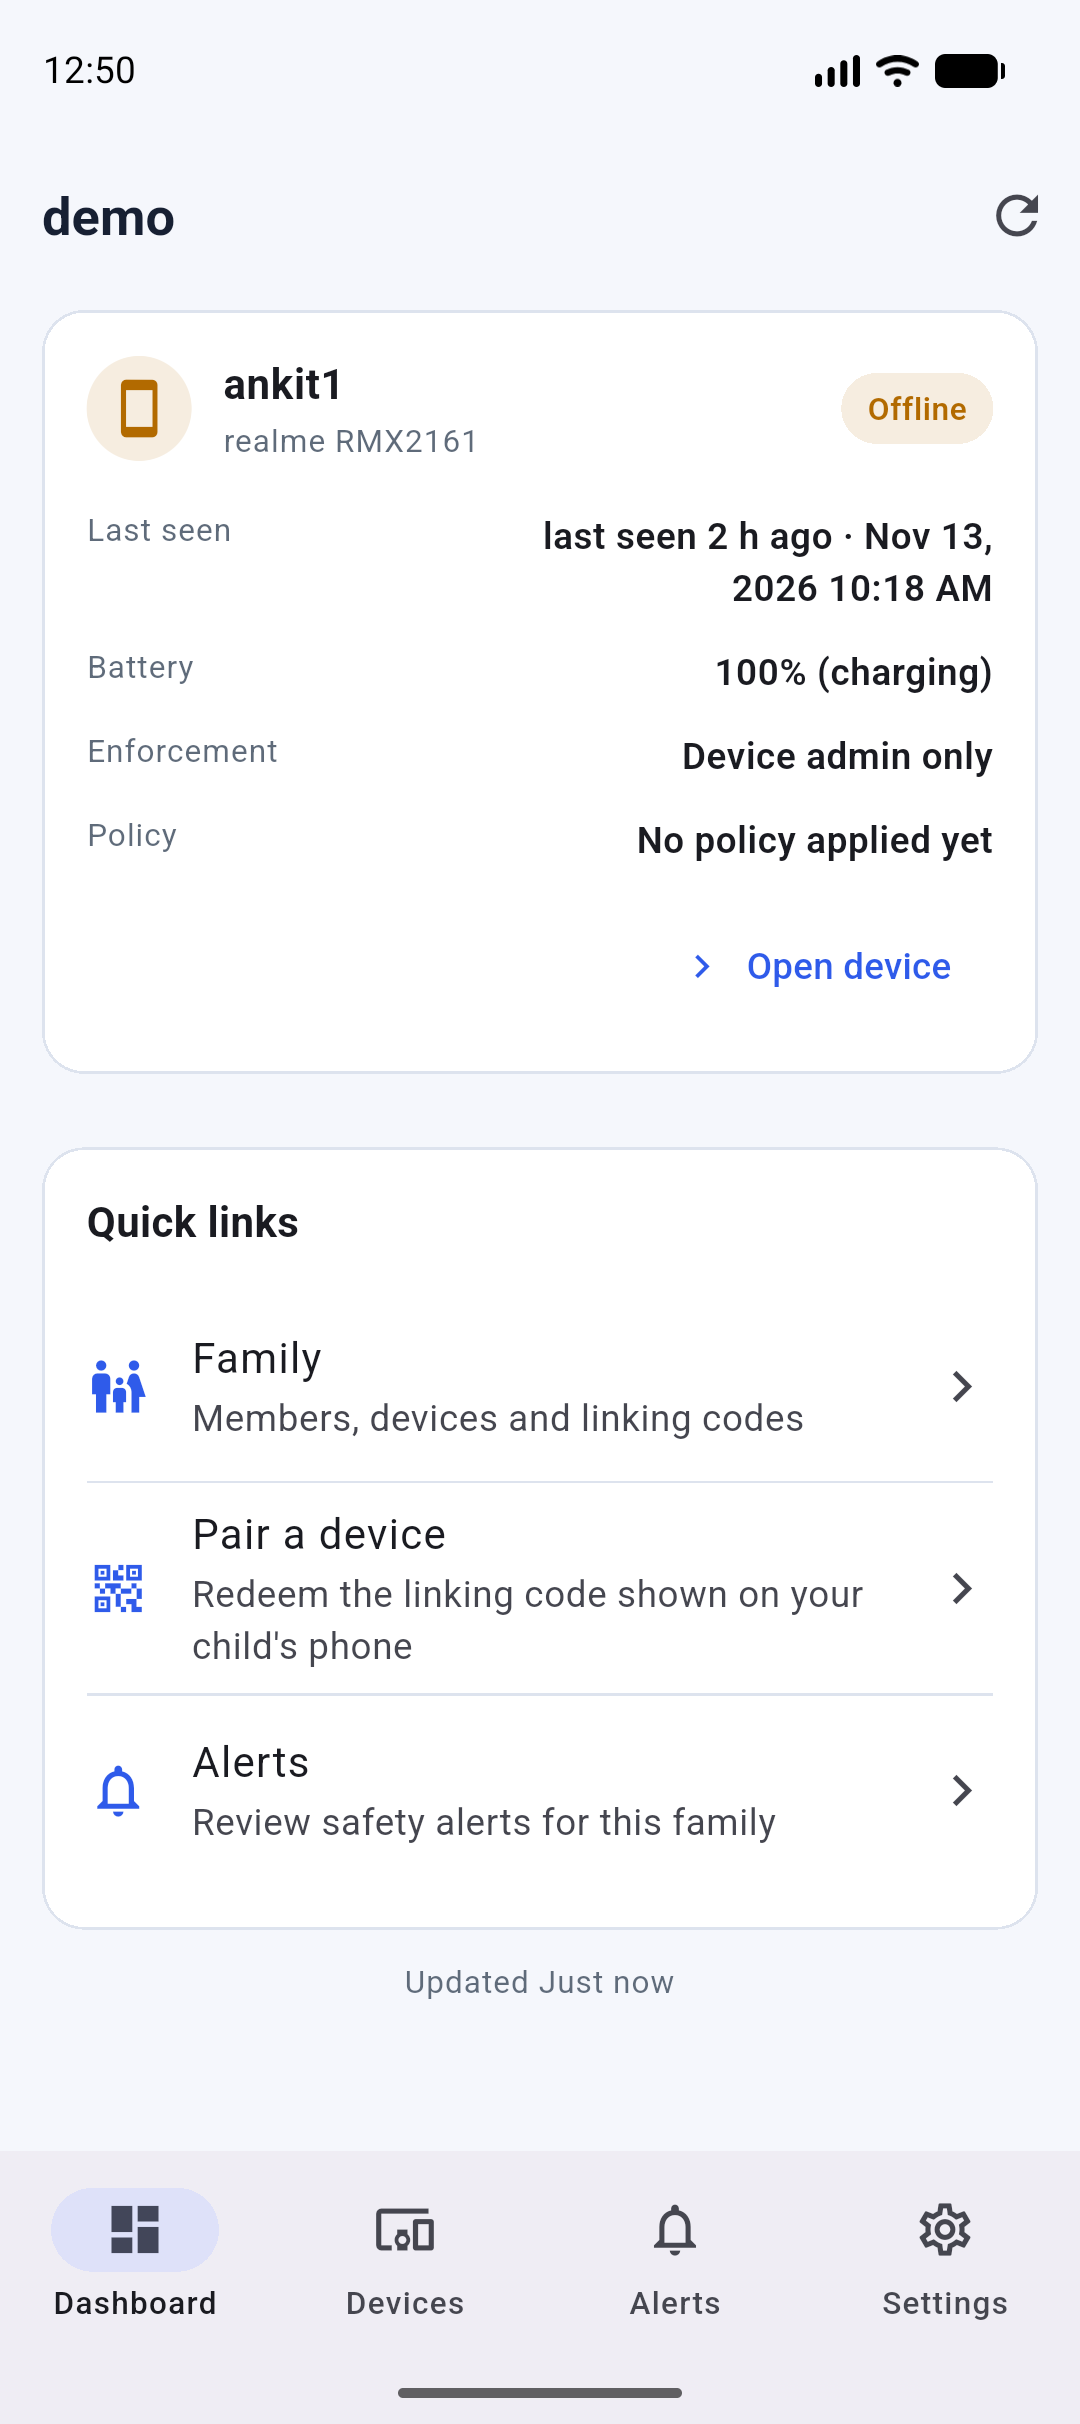 12:50
demo
ankit1
realme RMX2161
Offline
Last seen
last seen 2 h ago · Nov 13,
2026 10:18 AM
Battery
100% (charging)
Enforcement
Device admin only
Policy
No policy applied yet
Open device
Quick links
Family
Members, devices and linking codes
Pair a device
Redeem the linking code shown on your
child's phone
Alerts
Review safety alerts for this family
Updated Just now
Dashboard
Devices
Alerts
Settings